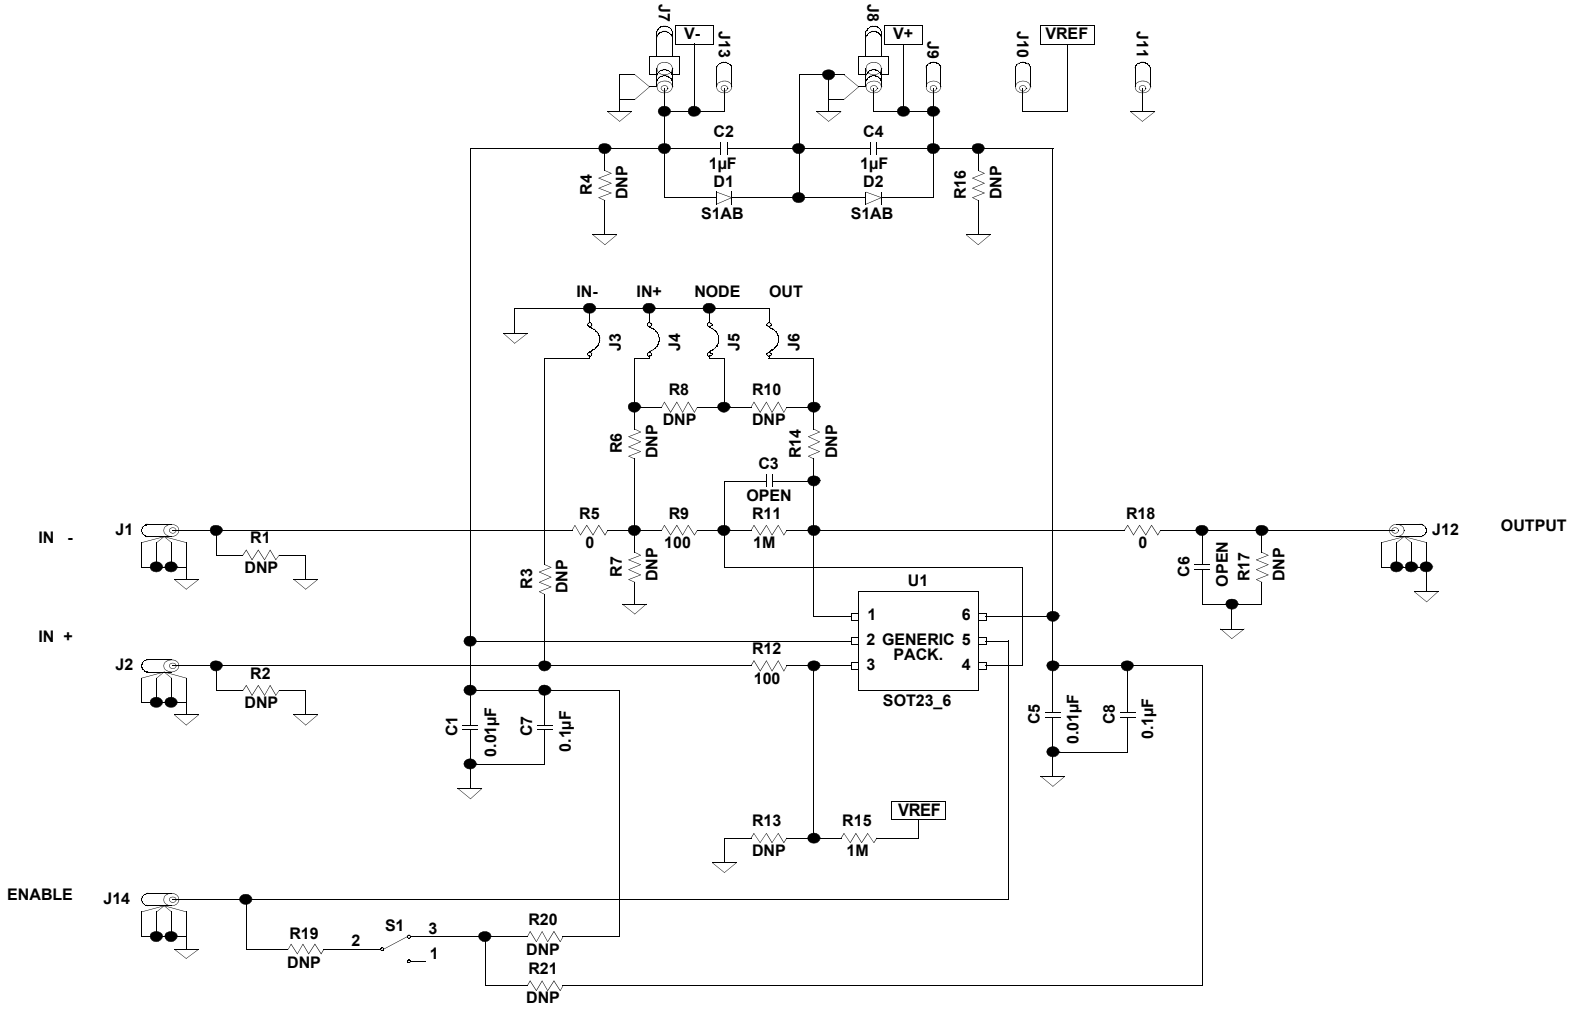 J7
V-
J13
J8
V+
J9
J10
VREF
J11
C2
1µF
C4
1µF
R4
DNP
D1
S1AB
D2
S1AB
R16
DNP
IN-
IN+
NODE
OUT
J3
J4
J5
J6
R8
DNP
R10
DNP
R6
DNP
R14
DNP
C3
OPEN
IN -
J1
R1
DNP
R5
0
R9
100
R11
1M
R18
0
J12
OUTPUT
R3
DNP
R7
DNP
C6
OPEN
R17
DNP
U1
1
6
2
GENERIC
PACK.
5
3
4
SOT23_6
IN +
J2
R2
DNP
R12
100
C1
0.01µF
C7
0.1µF
C5
0.01µF
C8
0.1µF
VREF
R13
DNP
R15
1M
ENABLE
J14
R19
DNP
2
S1
3
1
R20
DNP
R21
DNP